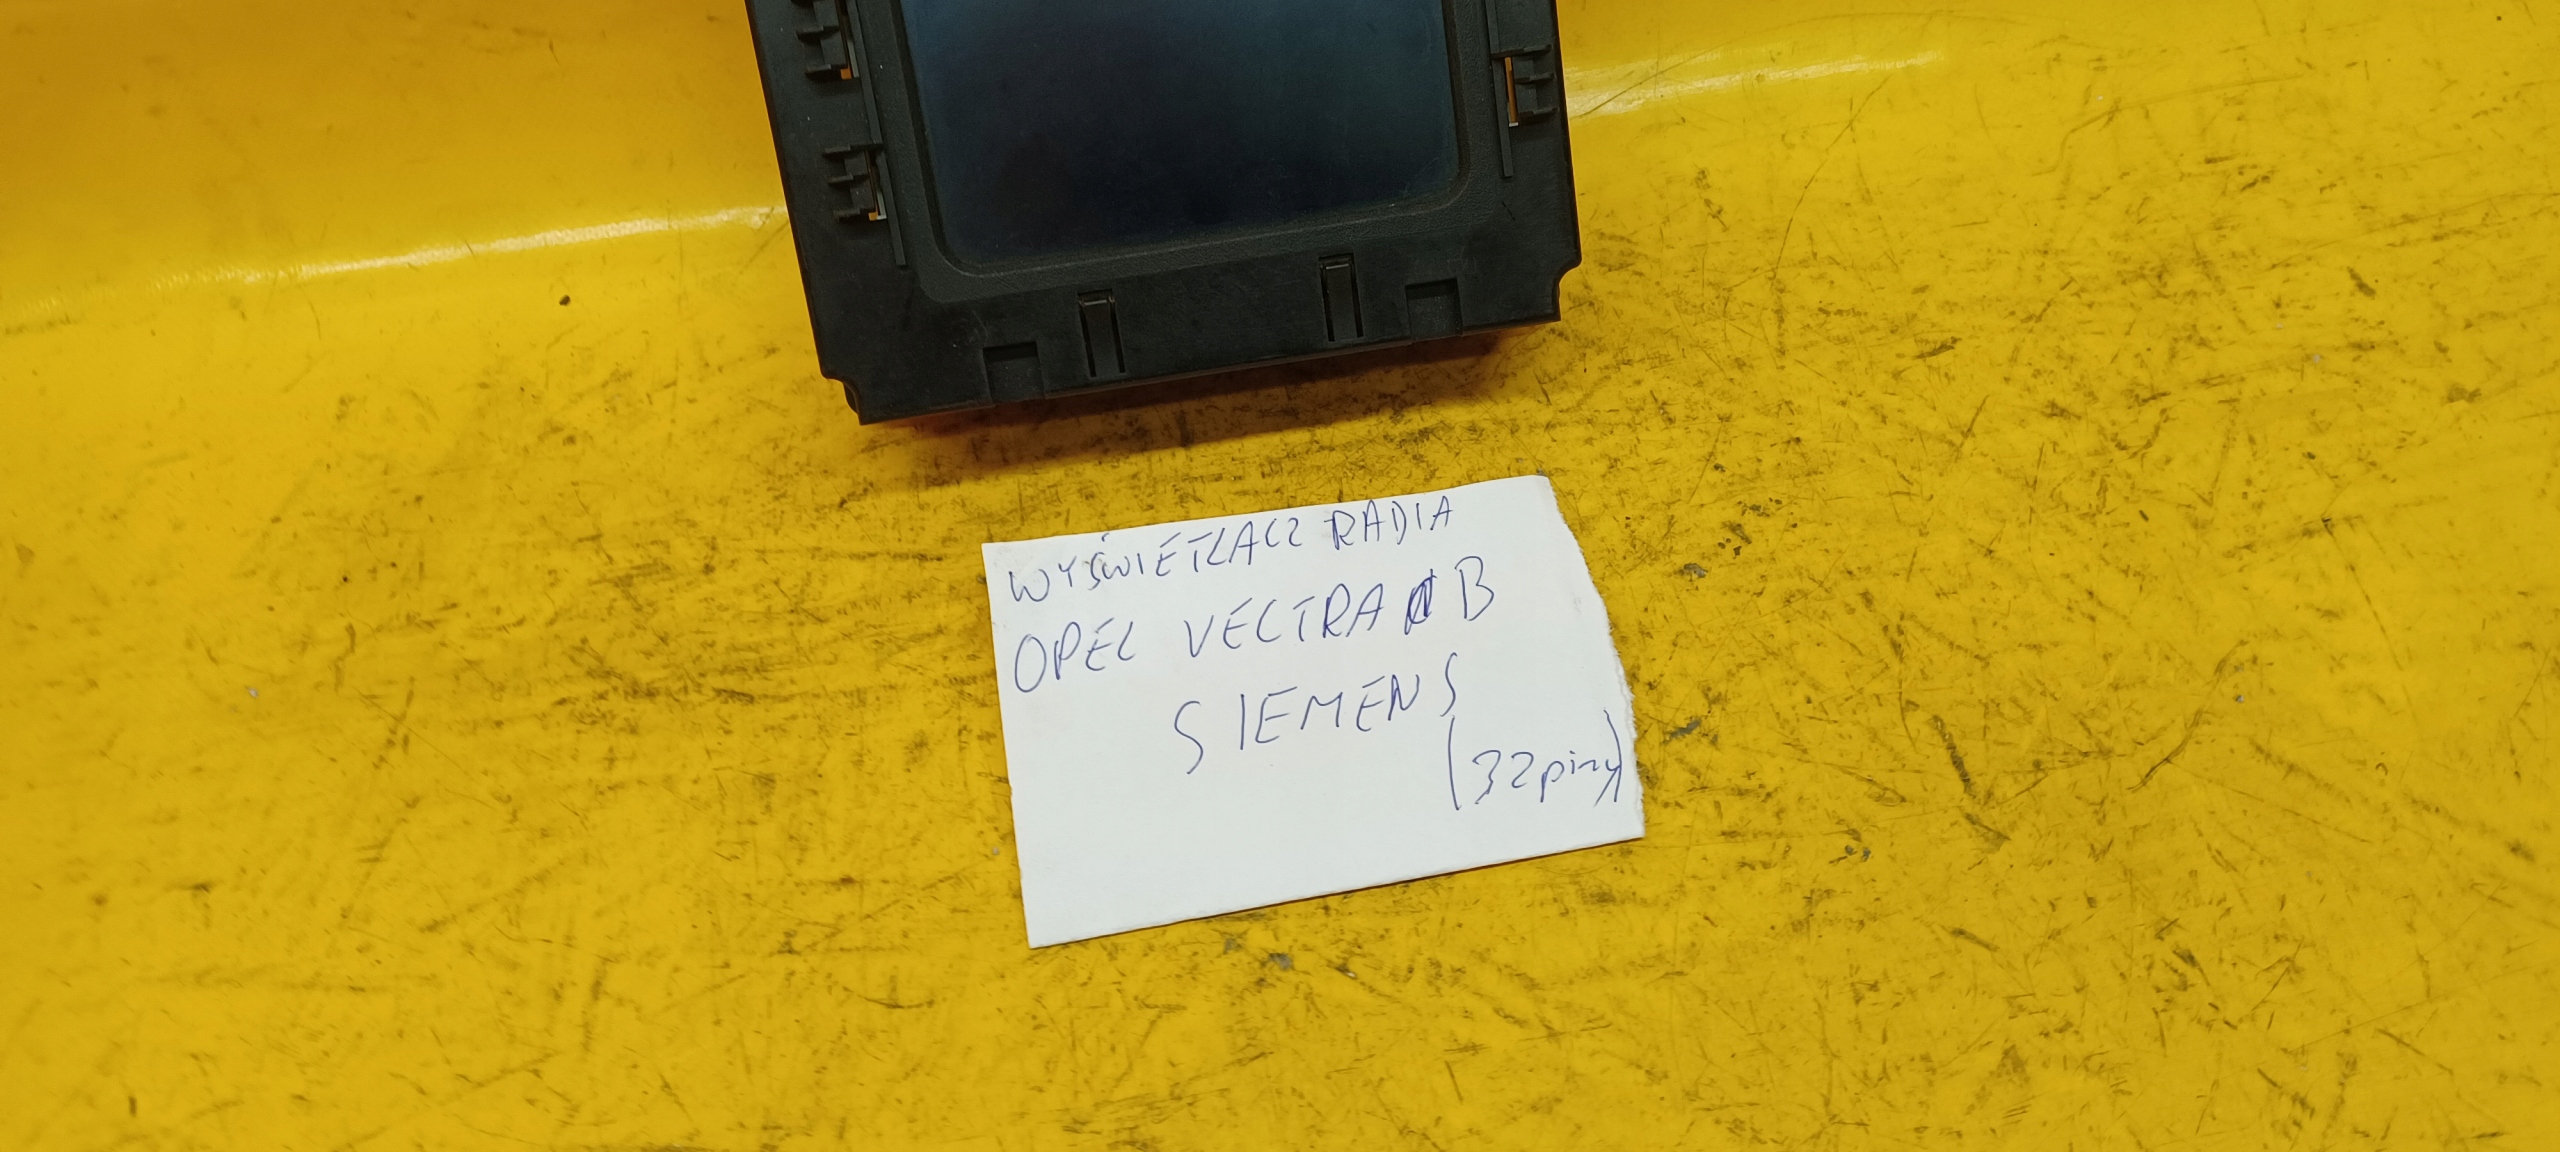 WYŚWIETLACZ RADIA
OPEL VECTRA B
SIEMENS
(32piny)